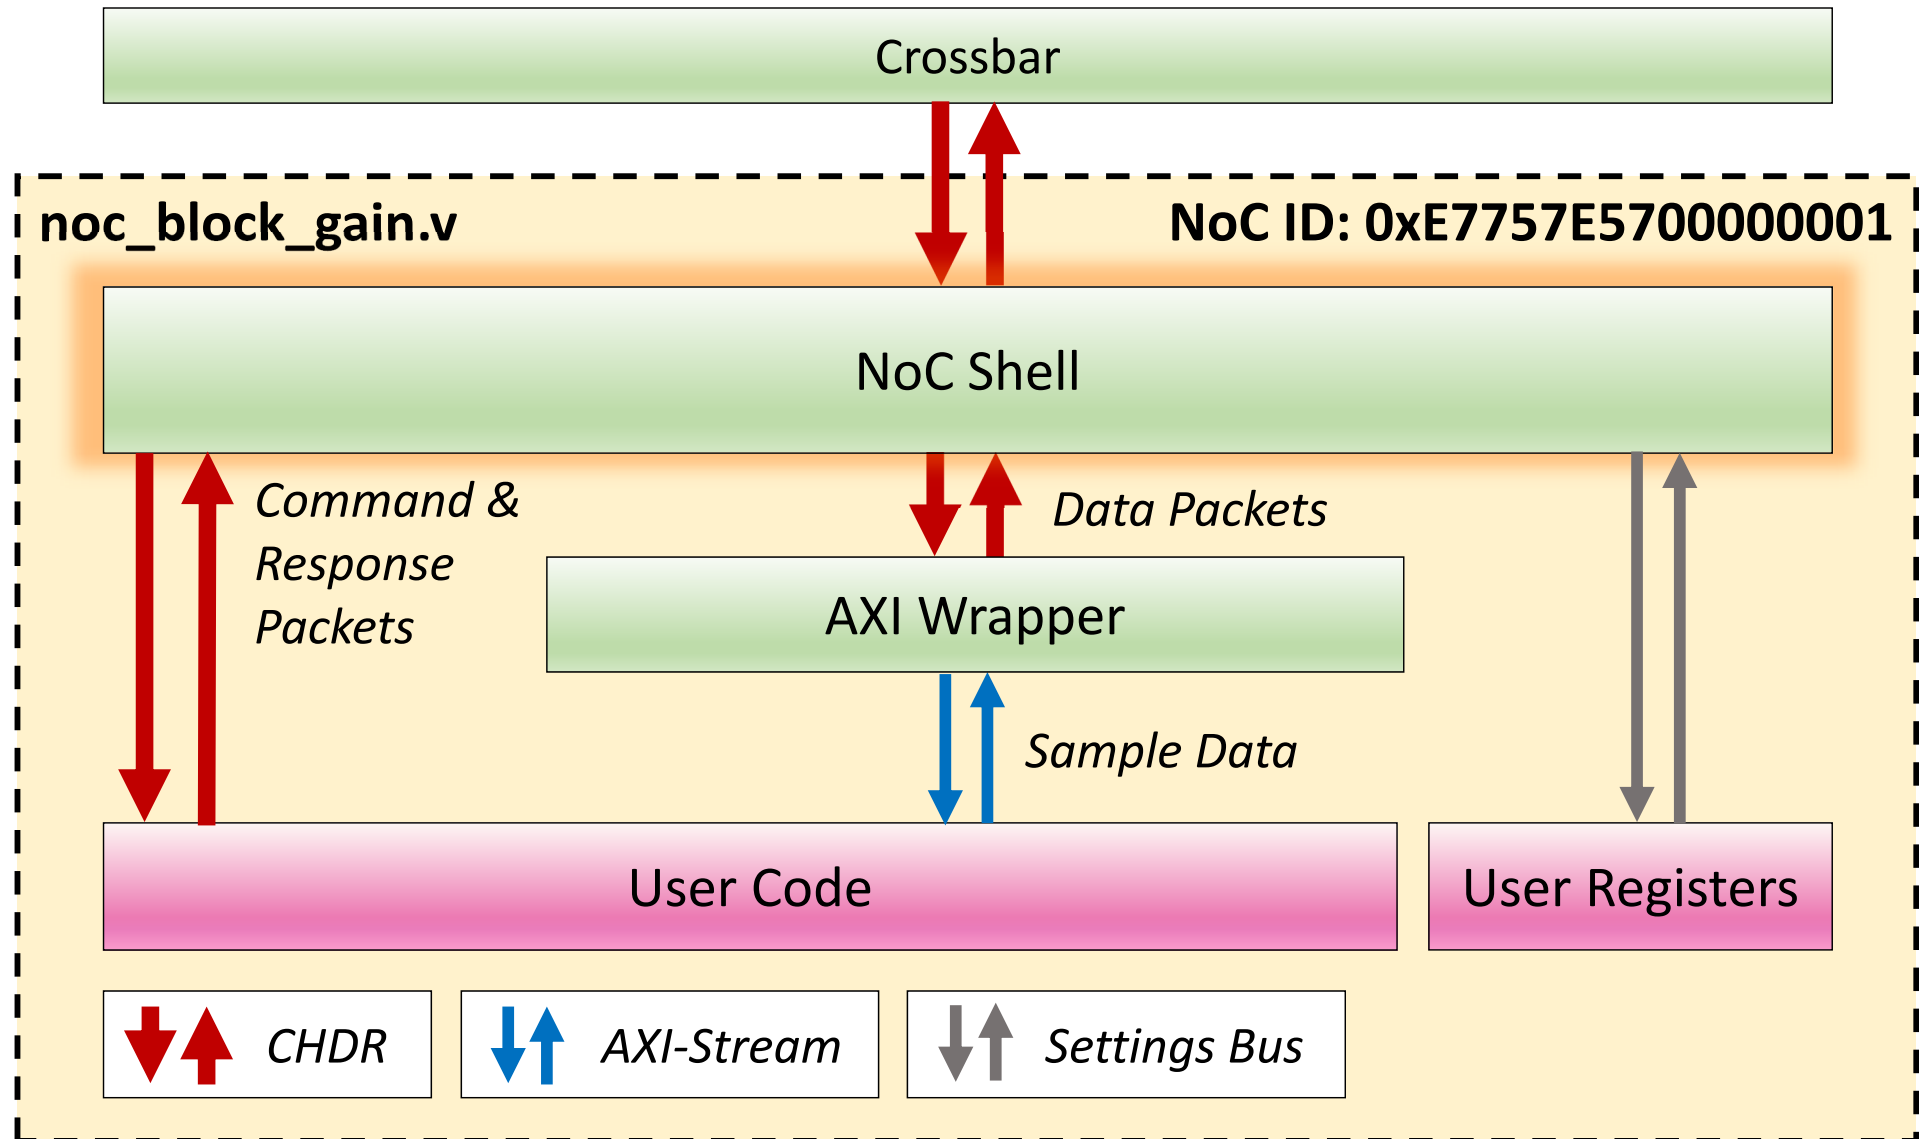 Crossbar
noc_block_gain.v
NoC ID: 0xE7757E5700000001
NoC Shell
Command &
Response
Packets
Data Packets
AXI Wrapper
Sample Data
User Code
User Registers
CHDR
AXI-Stream
Settings Bus